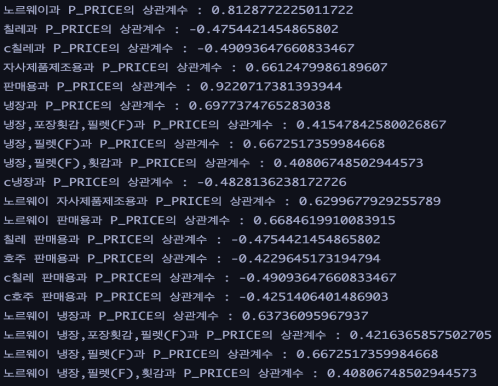 노르웨이과 P_PRICE의 상관계수 : 0.8128772225011722
칠레과 P_PRICE의 상관계수 : -0.4754421454865802
c칠레과 P_PRICE의 상관계수 : -0.49093647660833467
자사제품제조용과 P_PRICE의 상관계수 : 0.6612479986189607
판매용과 P_PRICE의 상관계수 : 0.9220717381393944
냉장과 P_PRICE의 상관계수 : 0.6977374765283038
냉장,포장횟감,필렛(F)과 P_PRICE의 상관계수 : 0.41547842580026867
냉장,필렛(F)과 P_PRICE의 상관계수 : 0.6672517359984668
냉장,필렛(F),횟감과 P_PRICE의 상관계수 : 0.40806748502944573
c냉장과 P_PRICE의 상관계수 : -0.4828136238172726
노르웨이 자사제품제조용과 P_PRICE의 상관계수 : 0.6299677929255789
노르웨이 판매용과 P_PRICE의 상관계수 : 0.6684619910083915
칠레 판매용과 P_PRICE의 상관계수 : -0.4754421454865802
호주 판매용과 P_PRICE의 상관계수 : -0.4229645173194794
c칠레 판매용과 P_PRICE의 상관계수 : -0.49093647660833467
c호주 판매용과 P_PRICE의 상관계수 : -0.4251406401486903
노르웨이 냉장과 P_PRICE의 상관계수 : 0.63736095967937
노르웨이 냉장,포장횟감,필렛(F)과 P_PRICE의 상관계수 : 0.4216365857502705
노르웨이 냉장,필렛(F)과 P_PRICE의 상관계수 : 0.6672517359984668
노르웨이 냉장,필렛(F),횟감과 P_PRICE의 상관계수 : 0.40806748502944573